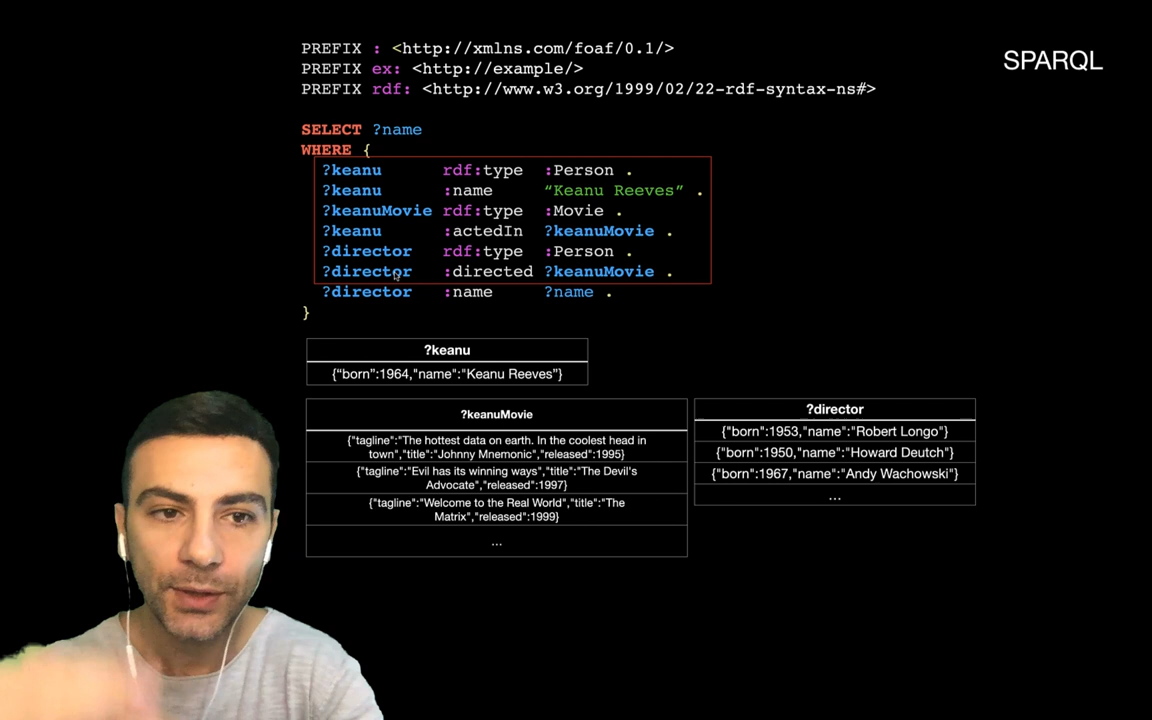 PREFIX : <http://xmlns.com/foaf/0.1/>
SPARQL
PREFIX ex: <http://example/>
PREFIX rdf: <http://www.w3.org/1999/02/22-rdf-syntax-ns#>
SELECT ?name
WHERE {
?keanu rdf:type :Person .
?keanu :name “Keanu Reeves” .
?keanuMovie rdf:type :Movie .
?keanu :actedIn ?keanuMovie .
?director rdf:type :Person .
?director :directed ?keanuMovie .
?director :name ?name .
}
?keanu
{“born”:1964,"name":"Keanu Reeves”}
?keanuMovie
{"tagline":"The hottest data on earth. In the coolest head in
town","title":"Johnny Mnemonic","released":1995}
{"tagline":"Evil has its winning ways","title":"The Devil's
Advocate","released":1997}
{"tagline":"Welcome to the Real World","title":"The
Matrix","released":1999}
...
?director
{"born":1953,"name":"Robert Longo"}
{"born":1950,"name":"Howard Deutch"}
{"born":1967,"name":"Andy Wachowski"}
...